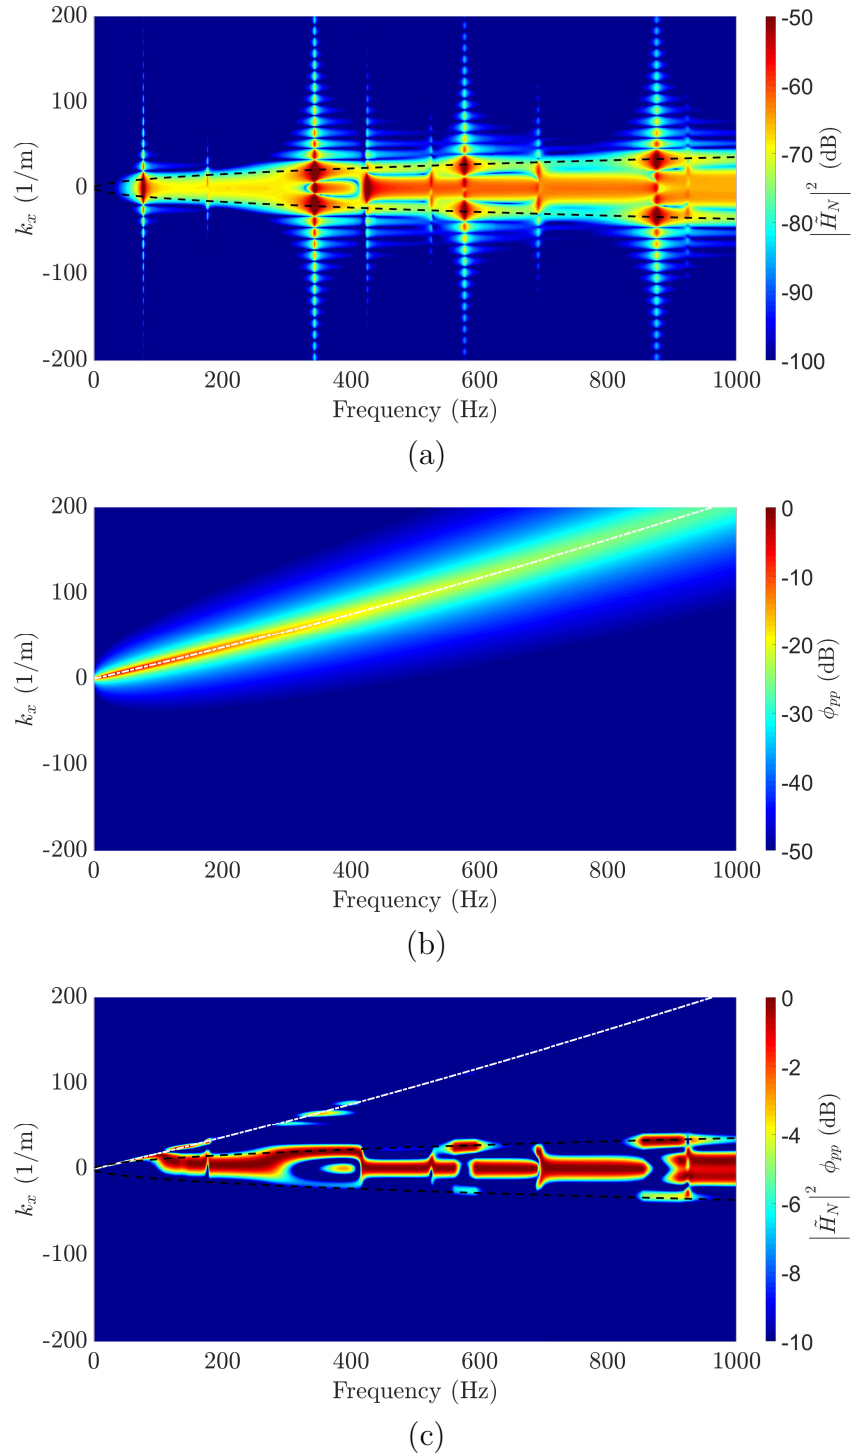 200
100
0
-100
-200
k_x (1/m)
0 200 400 600 800 1000
Frequency (Hz)
-50
-60
-70
-80
-90
-100
|H̃_N|² (dB)
(a)
200
100
0
-100
-200
k_x (1/m)
0 200 400 600 800 1000
Frequency (Hz)
0
-10
-20
-30
-40
-50
ϕ_pp (dB)
(b)
200
100
0
-100
-200
k_x (1/m)
0 200 400 600 800 1000
Frequency (Hz)
0
-2
-4
-6
-8
-10
|H̃_N|² ϕ_pp (dB)
(c)